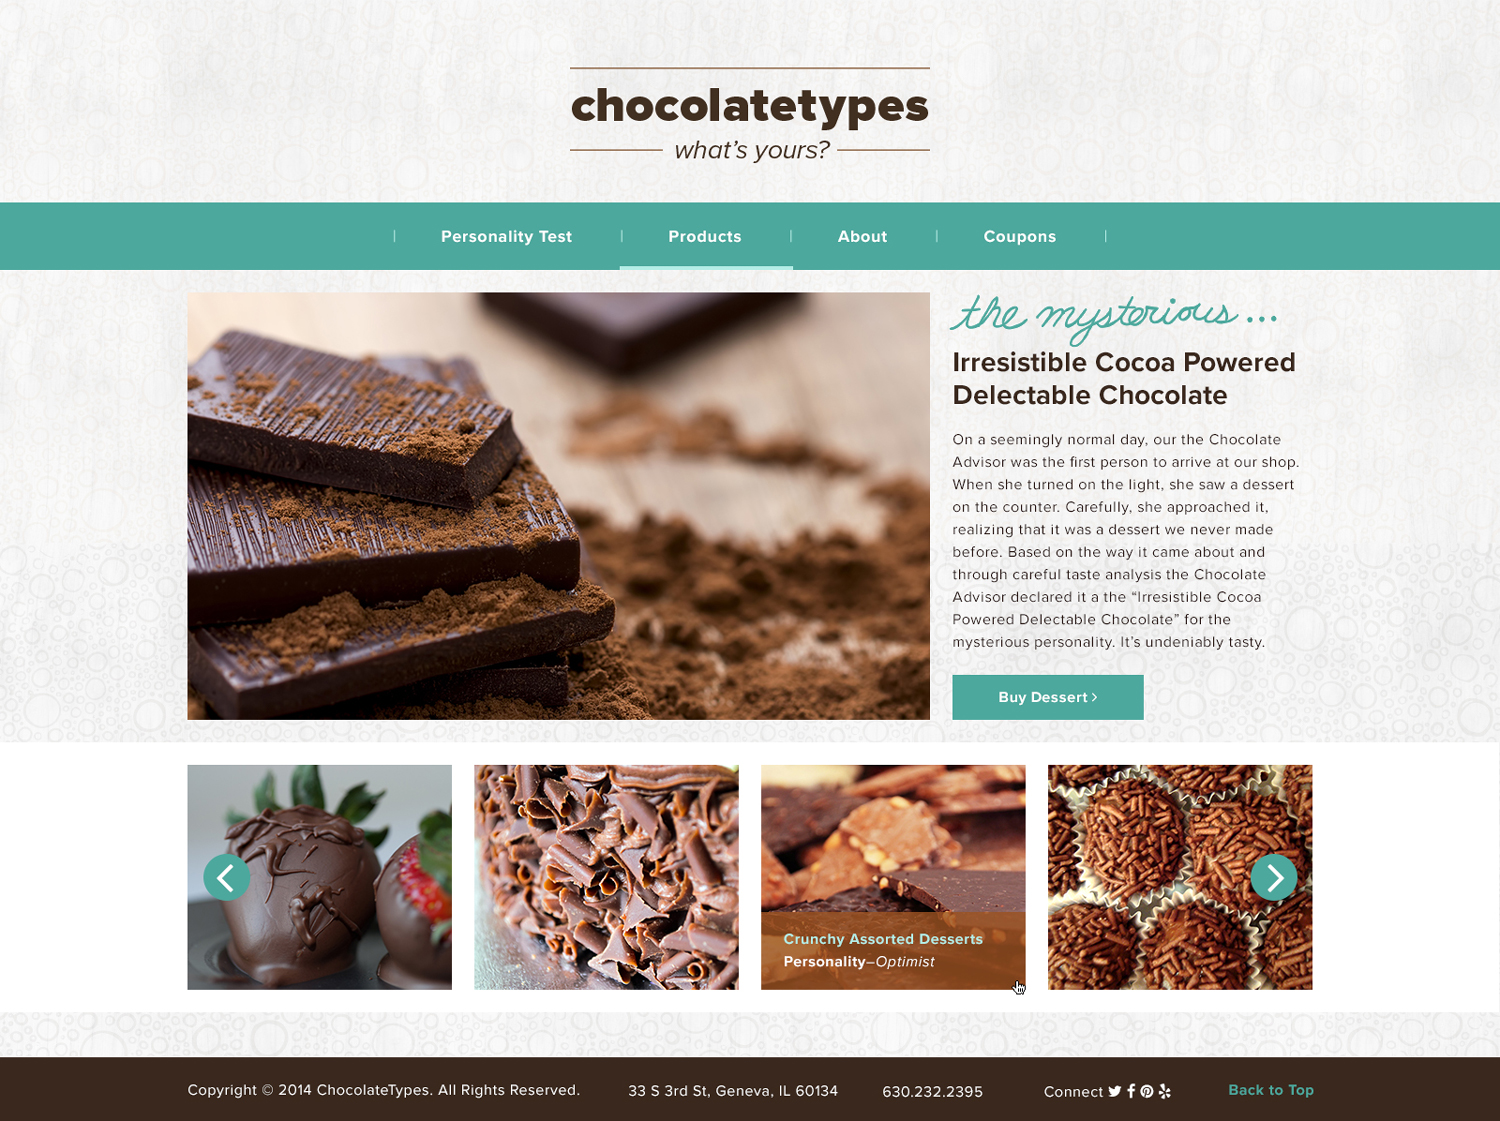 chocolatetypes
what's yours?
Personality Test
Products
About
Coupons
the mysterious ...
Irresistible Cocoa Powered
Delectable Chocolate
On a seemingly normal day, our the Chocolate
Advisor was the first person to arrive at our shop.
When she turned on the light, she saw a dessert
on the counter. Carefully, she approached it,
realizing that it was a dessert we never made
before. Based on the way it came about and
through careful taste analysis the Chocolate
Advisor declared it a the “Irresistible Cocoa
Powered Delectable Chocolate” for the
mysterious personality. It’s undeniably tasty.
Buy Dessert >
Crunchy Assorted Desserts
Personality–Optimist
Copyright © 2014 ChocolateTypes. All Rights Reserved.
33 S 3rd St, Geneva, IL 60134
630.232.2395
Connect
Back to Top